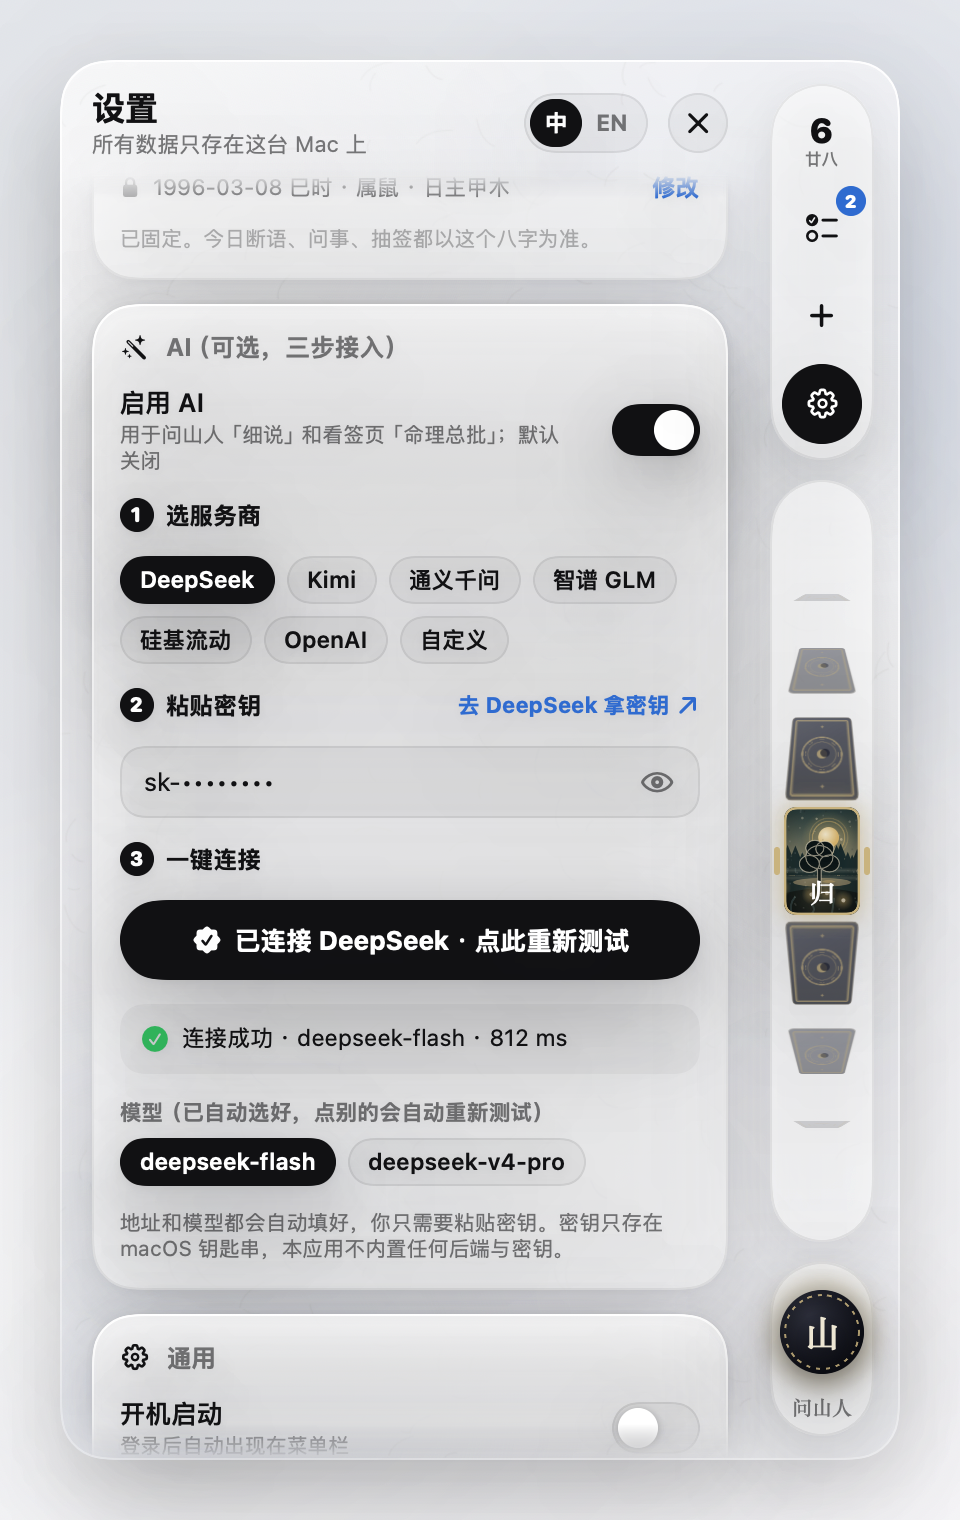 设置
所有数据只存在这台 Mac 上
中 EN
1996-03-08 巳时 · 属鼠 · 日主甲木 修改
已固定。今日断语、问事、抽签都以这个八字为准。
AI（可选，三步接入）
启用 AI
用于问山人「细说」和看签页「命理总批」；默认
关闭
1 选服务商
DeepSeek Kimi 通义千问 智谱 GLM
硅基流动 OpenAI 自定义
2 粘贴密钥 去 DeepSeek 拿密钥
sk-••••••••
3 一键连接
已连接 DeepSeek · 点此重新测试
连接成功 · deepseek-flash · 812 ms
模型（已自动选好，点别的会自动重新测试）
deepseek-flash deepseek-v4-pro
地址和模型都会自动填好，你只需要粘贴密钥。密钥只存在
macOS 钥匙串，本应用不内置任何后端与密钥。
通用
开机启动
登录后自动出现在菜单栏
6
廿八
2
归
山
问山人